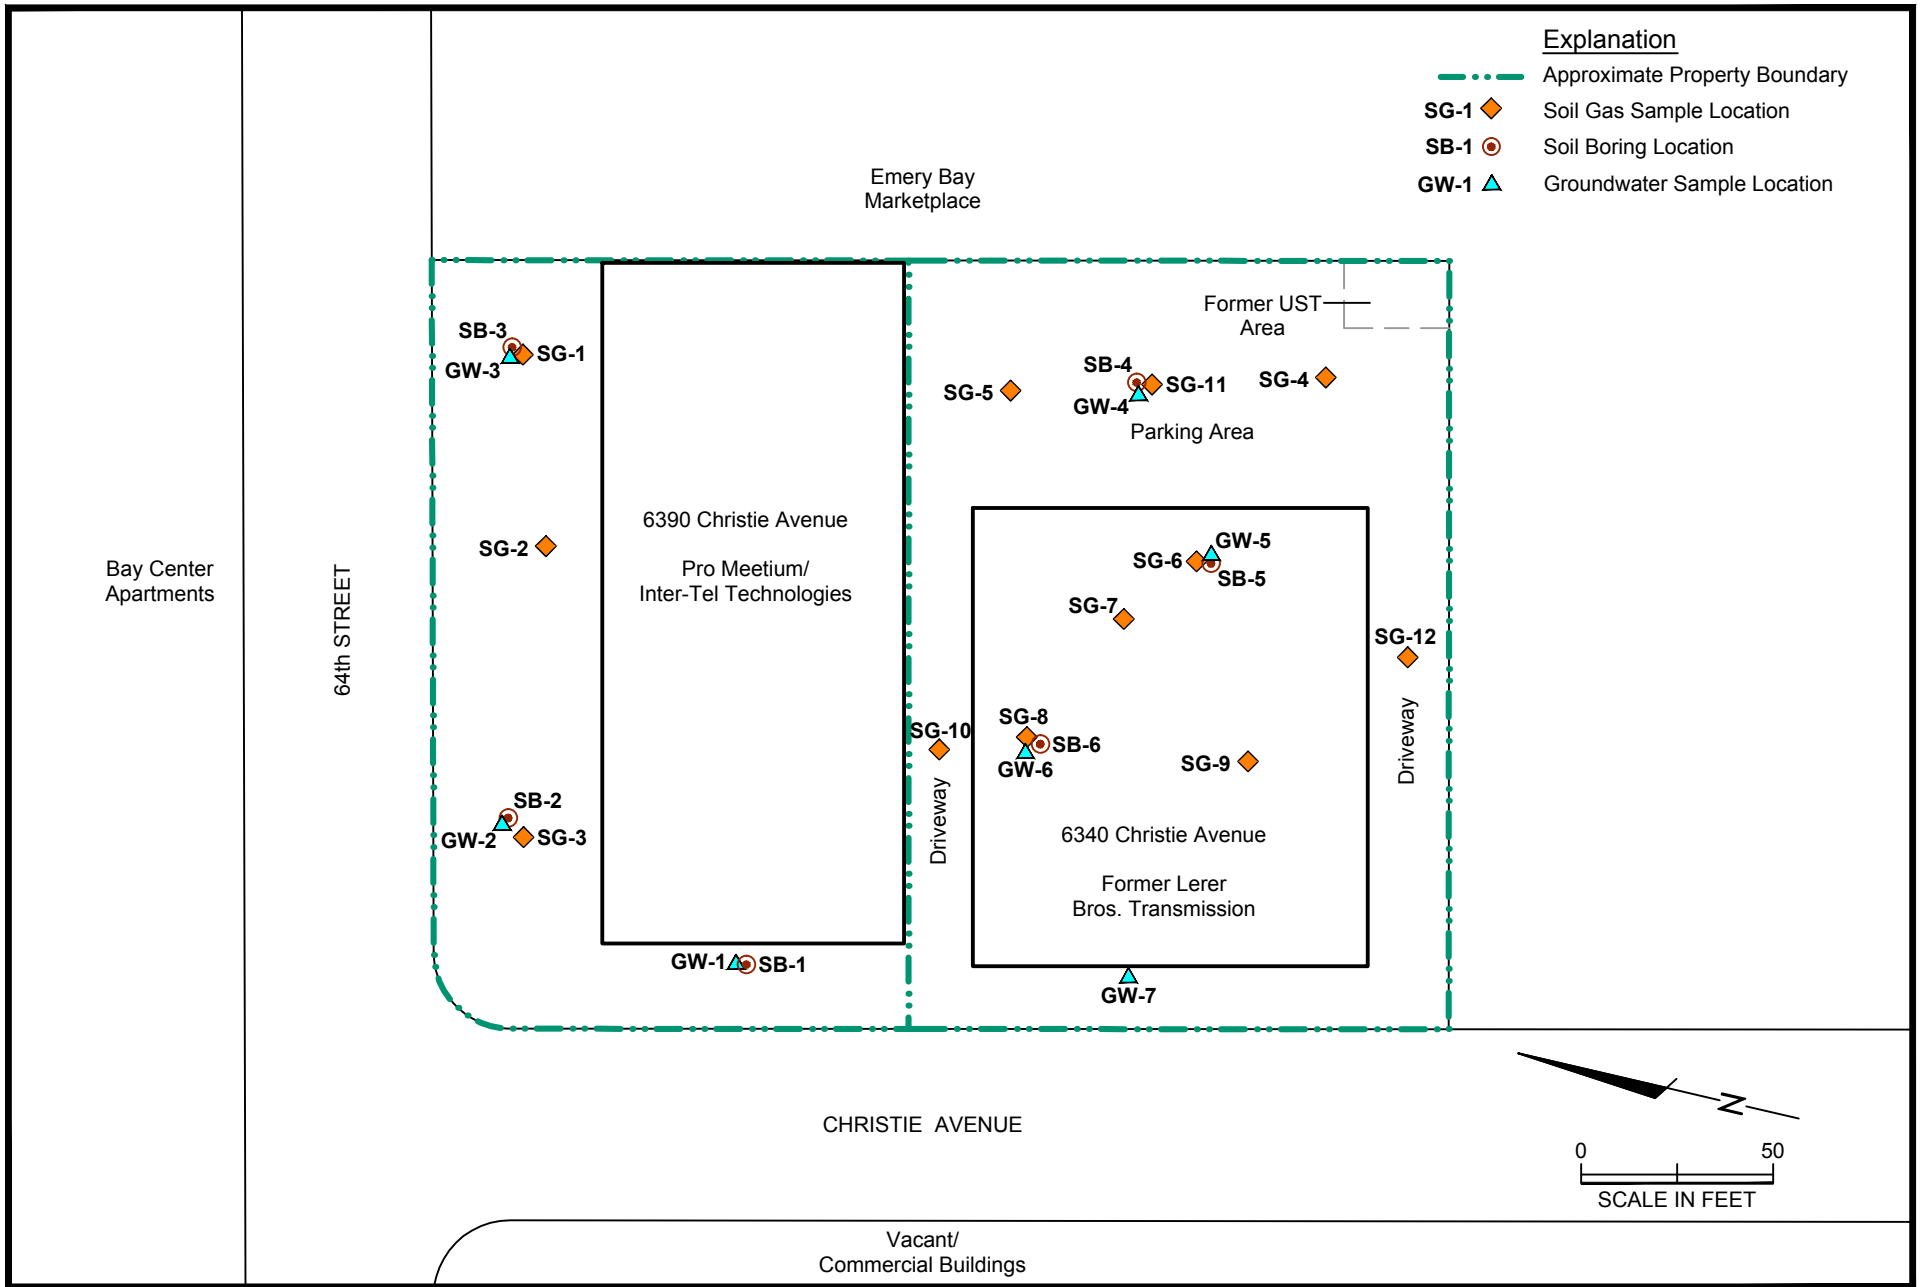 Explanation
Approximate Property Boundary
SG-1 Soil Gas Sample Location
SB-1 Soil Boring Location
GW-1 Groundwater Sample Location
Emery Bay
Marketplace
Former UST
Area
SB-3
SG-1
GW-3
SB-4
SG-11
GW-4
SG-5
SG-4
Parking Area
6390 Christie Avenue
Pro Meetium/
Inter-Tel Technologies
SG-2
Bay Center
Apartments
64th STREET
GW-5
SG-6
SB-5
SG-7
SG-12
Driveway
SG-10
Driveway
SG-8
SB-6
GW-6
SG-9
SB-2
GW-2
SG-3
6340 Christie Avenue
Former Lerer
Bros. Transmission
GW-1
SB-1
GW-7
CHRISTIE AVENUE
N
0 50
SCALE IN FEET
Vacant/
Commercial Buildings